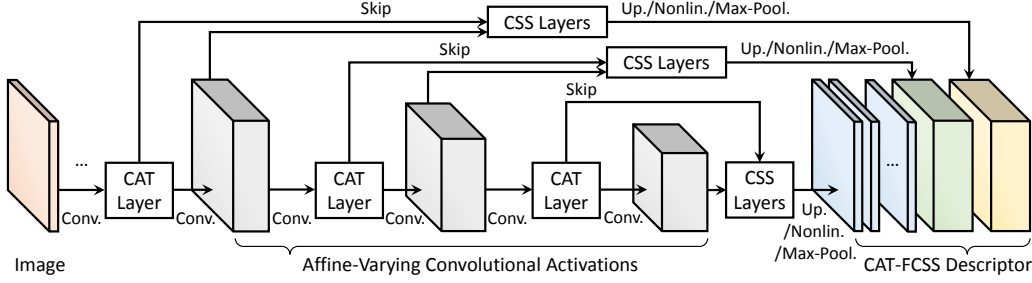 Skip
CSS Layers
Up./Nonlin./Max-Pool.
Skip
CSS Layers
Up./Nonlin./Max-Pool.
Skip
...
CAT
Layer
CAT
Layer
CAT
Layer
CSS
Layers
...
Conv.
Conv.
Conv.
Conv.
Conv.
Conv.
Up.
/Nonlin.
/Max-Pool.
Image
Affine-Varying Convolutional Activations
CAT-FCSS Descriptor